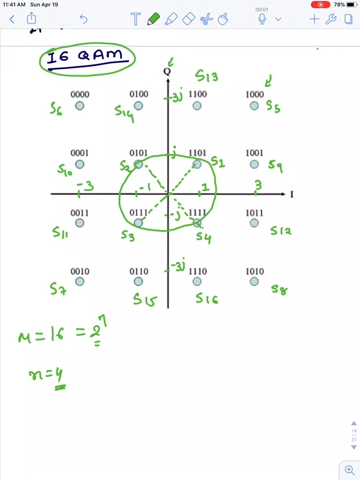 11:41 AM Sun Apr 19
00:01
78%
16 QAM
Q
S13
3j
0000 0100 1100 1000
S6 S14 S5
j
0001 0101 1101 1001
S10 S2 S1 S9
-3 -1 1 3 I
0011 0111 -j 1111 1011
S11 S3 S4 S12
-3j
0010 0110 1110 1010
S7 S15 S16 S8
M = 16 = 2^n
n = 4